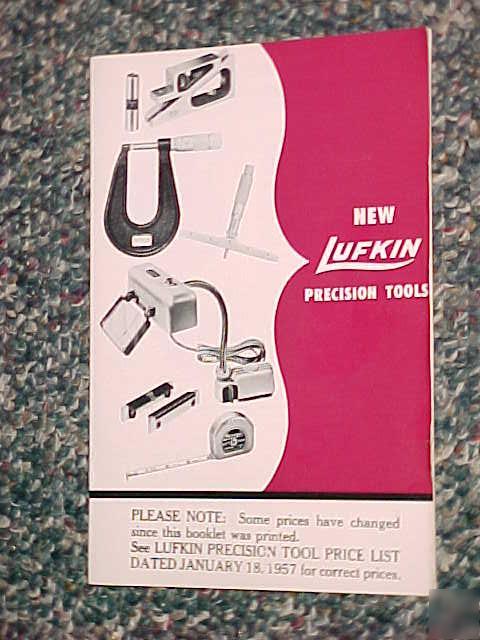 NEW
LUFKIN
PRECISION TOOLS
PLEASE NOTE: Some prices have changed
since this booklet was printed.
See LUFKIN PRECISION TOOL PRICE LIST
DATED JANUARY 18, 1957 for correct prices.